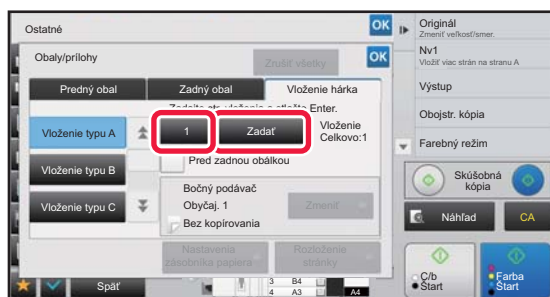 Ostatné
OK
Obaly/prílohy
Zrušiť všetky
OK
Predný obal
Zadný obal
Vloženie hárka
Zadajte str. vloženia a stlačte Enter.
Vloženie typu A
1
Zadať
Vloženie
Celkovo:1
Pred zadnou obálkou
Vloženie typu B
Bočný podávač
Obyčaj. 1
Zmeniť
Bez kopírovania
Vloženie typu C
Nastavenia
zásobníka papiera
Rozloženie
stránky
Späť
3 B4
4 A3
A4
Originál
Zmeniť veľkosť/smer.
Nv1
Vložiť viac strán na stranu A
Výstup
Obojstr. kópia
Farebný režim
Skúšobná
kópia
Náhľad
CA
Č/b
Štart
Farba
Štart